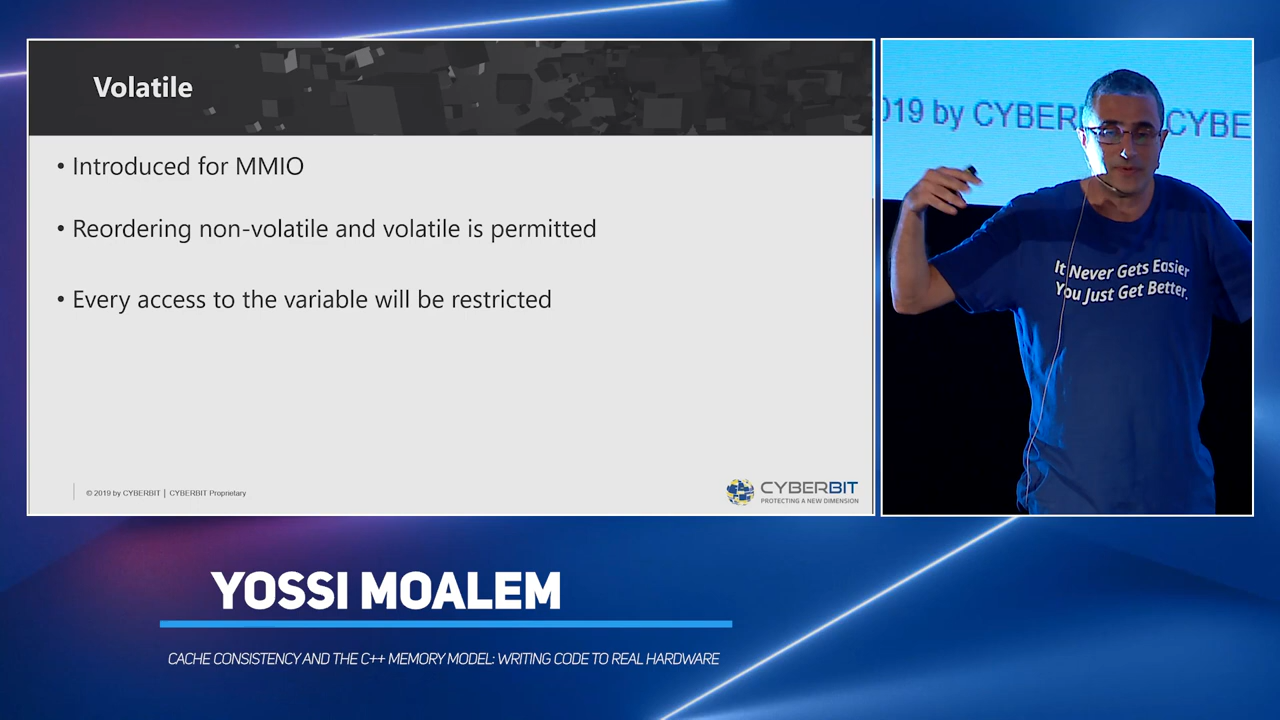 Volatile
• Introduced for MMIO
• Reordering non-volatile and volatile is permitted
• Every access to the variable will be restricted
© 2019 by CYBERBIT | CYBERBIT Proprietary
CYBERBIT
PROTECTING A NEW DIMENSION
019 by CYBER
CYBE
It Never Gets Easier
You Just Get Better.
YOSSI MOALEM
CACHE CONSISTENCY AND THE C++ MEMORY MODEL: WRITING CODE TO REAL HARDWARE